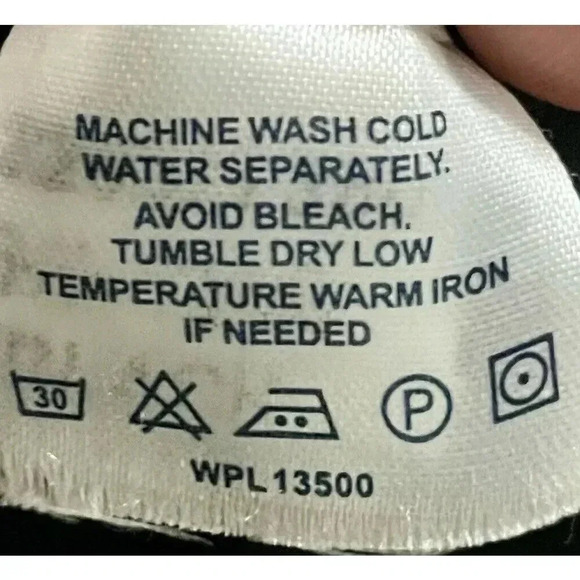 MACHINE WASH COLD
WATER SEPARATELY.
AVOID BLEACH.
TUMBLE DRY LOW
TEMPERATURE WARM IRON
IF NEEDED
30 P
WPL 13500